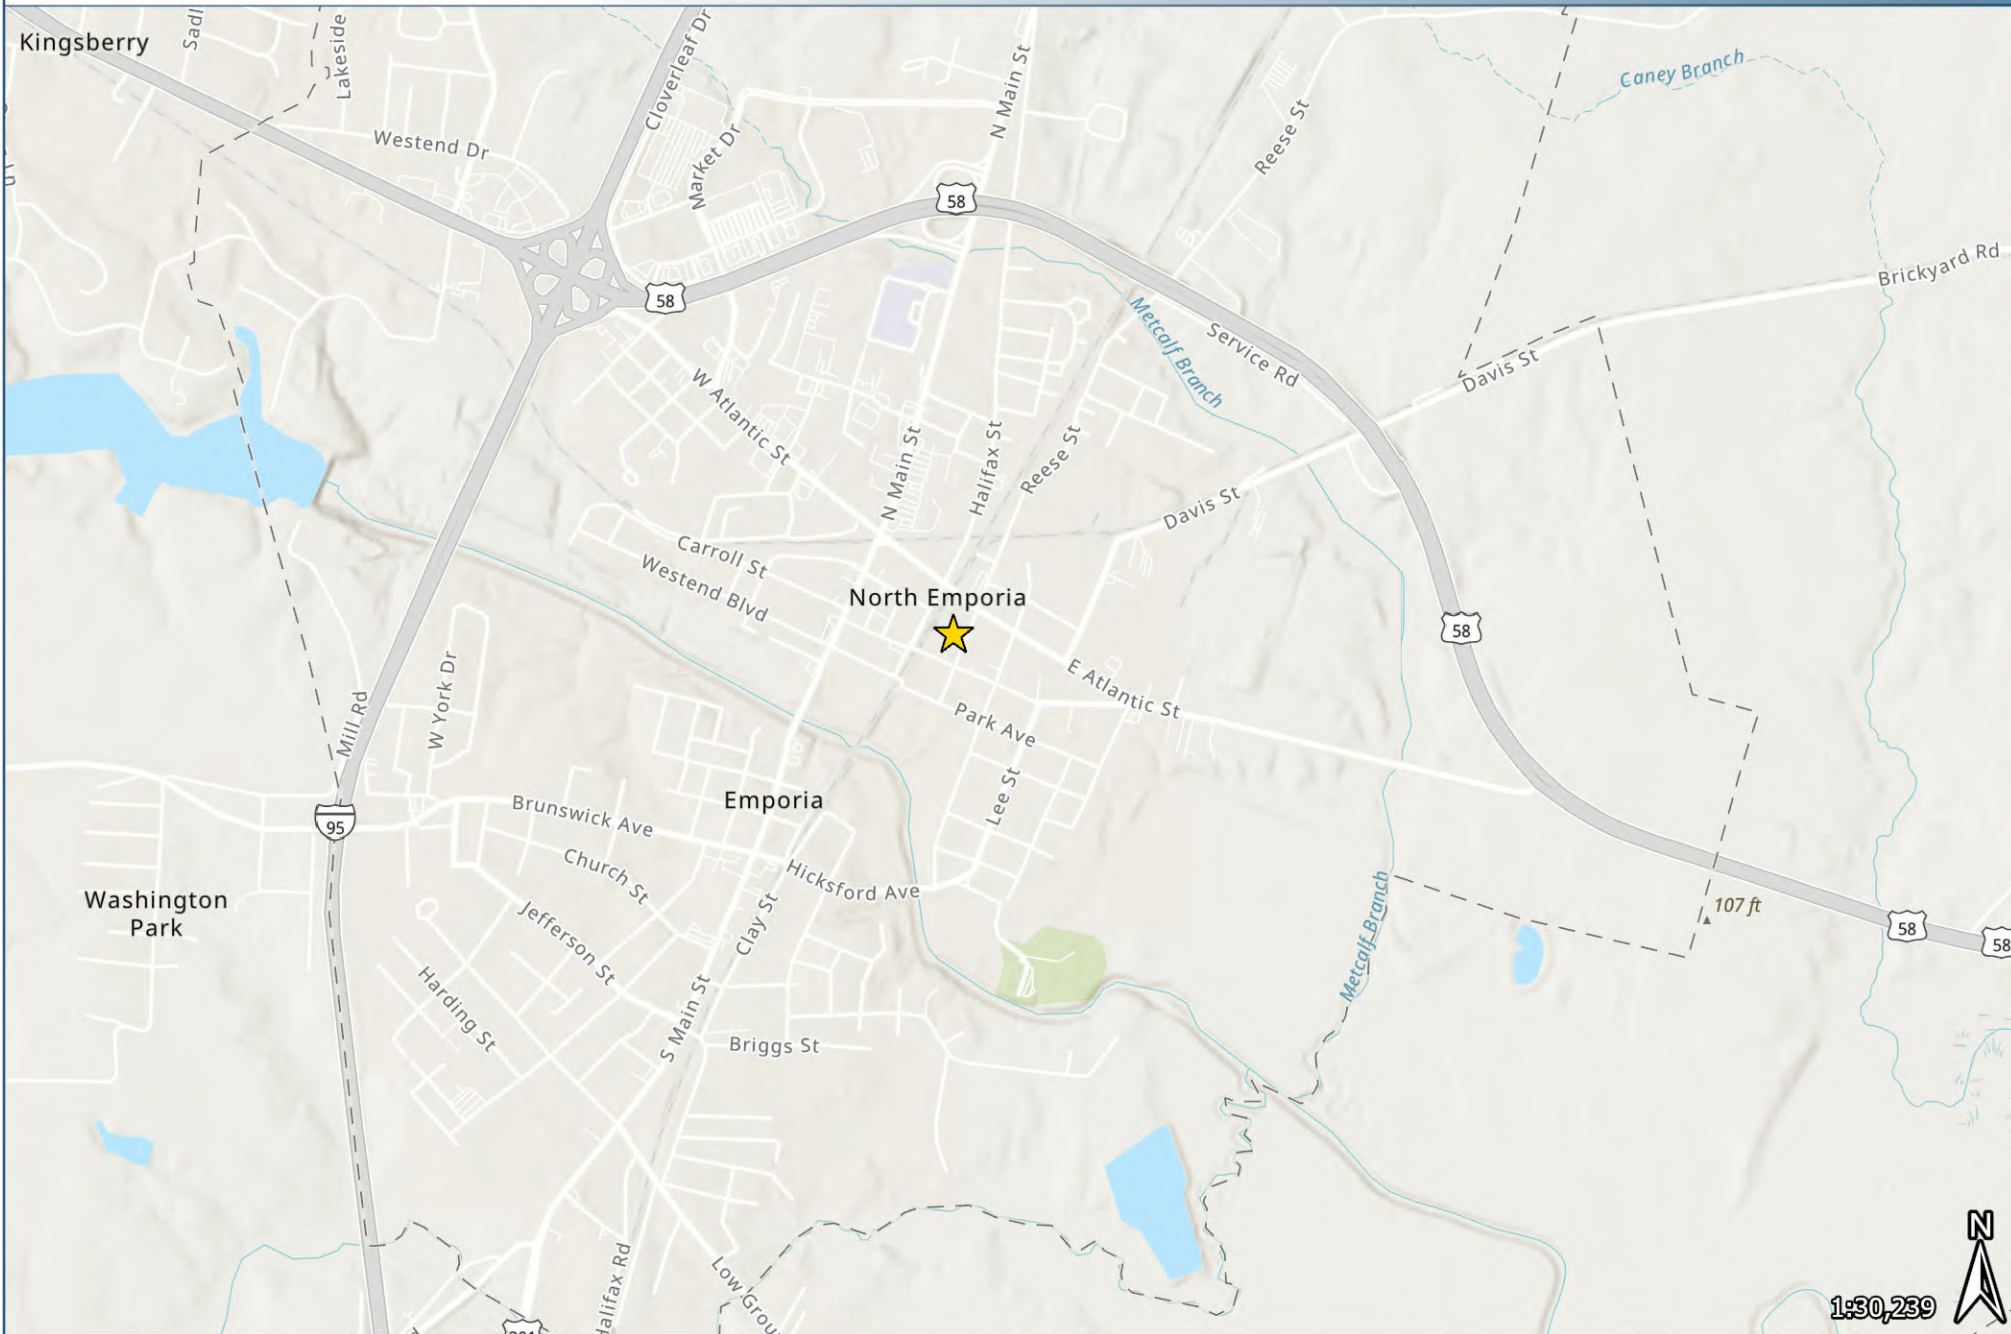 Kingsberry
Lakeside
Cloverleaf Dr
N Main St
Caney Branch
Westend Dr
Market Dr
Reese St
58
Brickyard Rd
58
Metcalf Branch
Service Rd
Davis St
W Atlantic St
N Main St
Halifax St
Reese St
Davis St
Carroll St
Westend Blvd
North Emporia
58
W York Dr
Mill Rd
E Atlantic St
Park Ave
Lee St
Emporia
Brunswick Ave
95
Church St
Hicksford Ave
Washington
Park
Jefferson St
Clay St
Metcalf Branch
107 ft
58
58
Harding St
S Main St
Briggs St
N
Halifax Rd
Low Grou
1:30,239